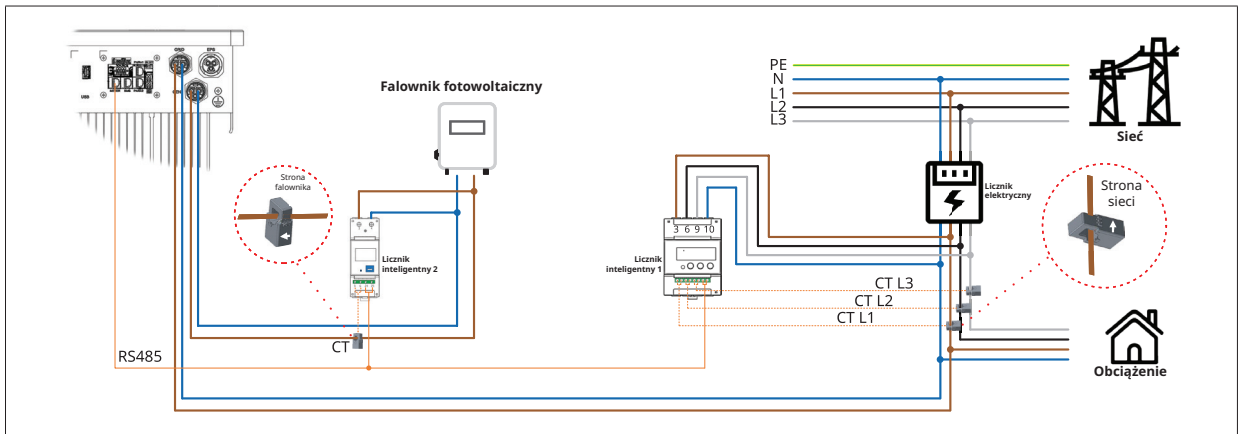 GRID
EPS
USB
GEN
Falownik fotowoltaiczny
Strona
falownika
Licznik
inteligentny 2
CT
RS485
PE
N
L1
L2
L3
Sieć
Licznik
elektryczny
Strona
sieci
3 6 9 10
Licznik
inteligentny 1
CT L3
CT L2
CT L1
Obciążenie